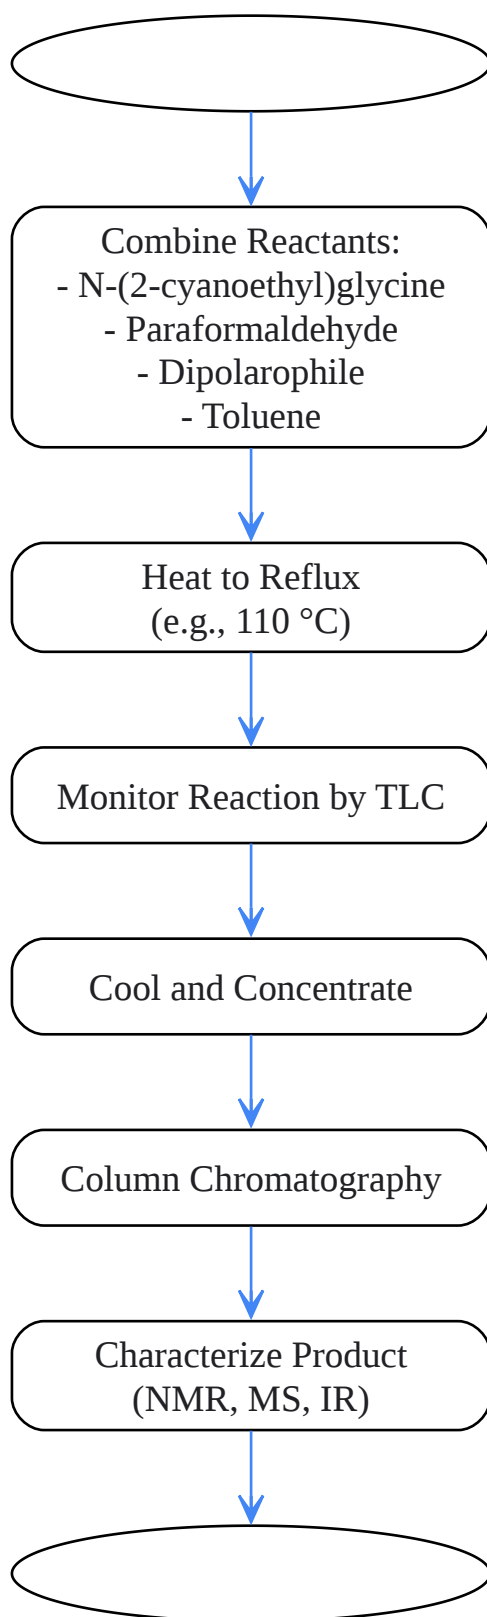 Combine Reactants:
- N-(2-cyanoethyl)glycine
- Paraformaldehyde
- Dipolarophile
- Toluene
Heat to Reflux
(e.g., 110 °C)
Monitor Reaction by TLC
Cool and Concentrate
Column Chromatography
Characterize Product
(NMR, MS, IR)